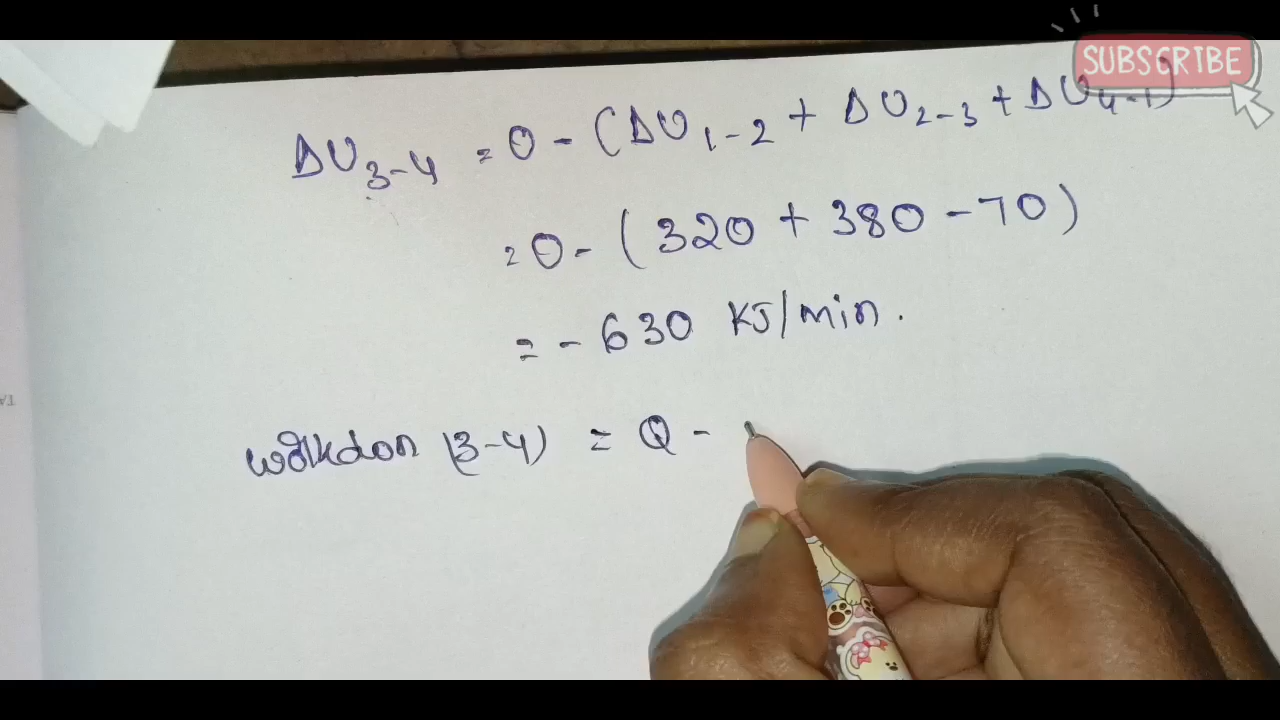 SUBSCRIBE
ΔU3-4 = 0 - (ΔU1-2 + ΔU2-3 + ΔU4-1)
= 0 - (320 + 380 - 70)
= - 630 KJ/min.
workdon (3-4) = Q -